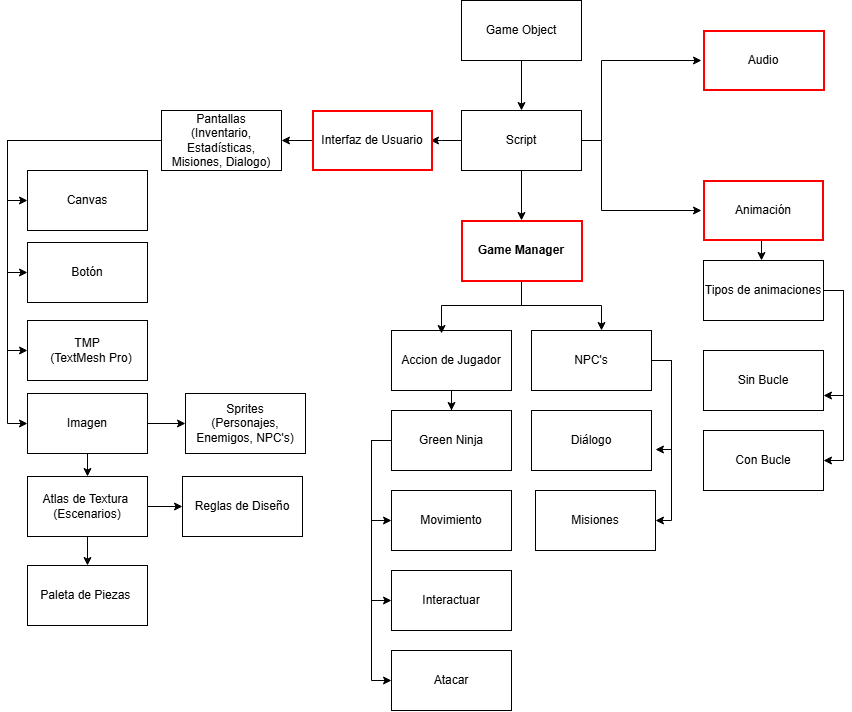 Game Object
Audio
Pantallas
(Inventario,
Estadísticas,
Misiones, Dialogo)
Interfaz de Usuario
Script
Canvas
Animación
Game Manager
Botón
Tipos de animaciones
TMP
(TextMesh Pro)
Accion de Jugador
NPC's
Sin Bucle
Imagen
Sprites
(Personajes,
Enemigos, NPC's)
Green Ninja
Diálogo
Con Bucle
Atlas de Textura
(Escenarios)
Reglas de Diseño
Movimiento
Misiones
Paleta de Piezas
Interactuar
Atacar